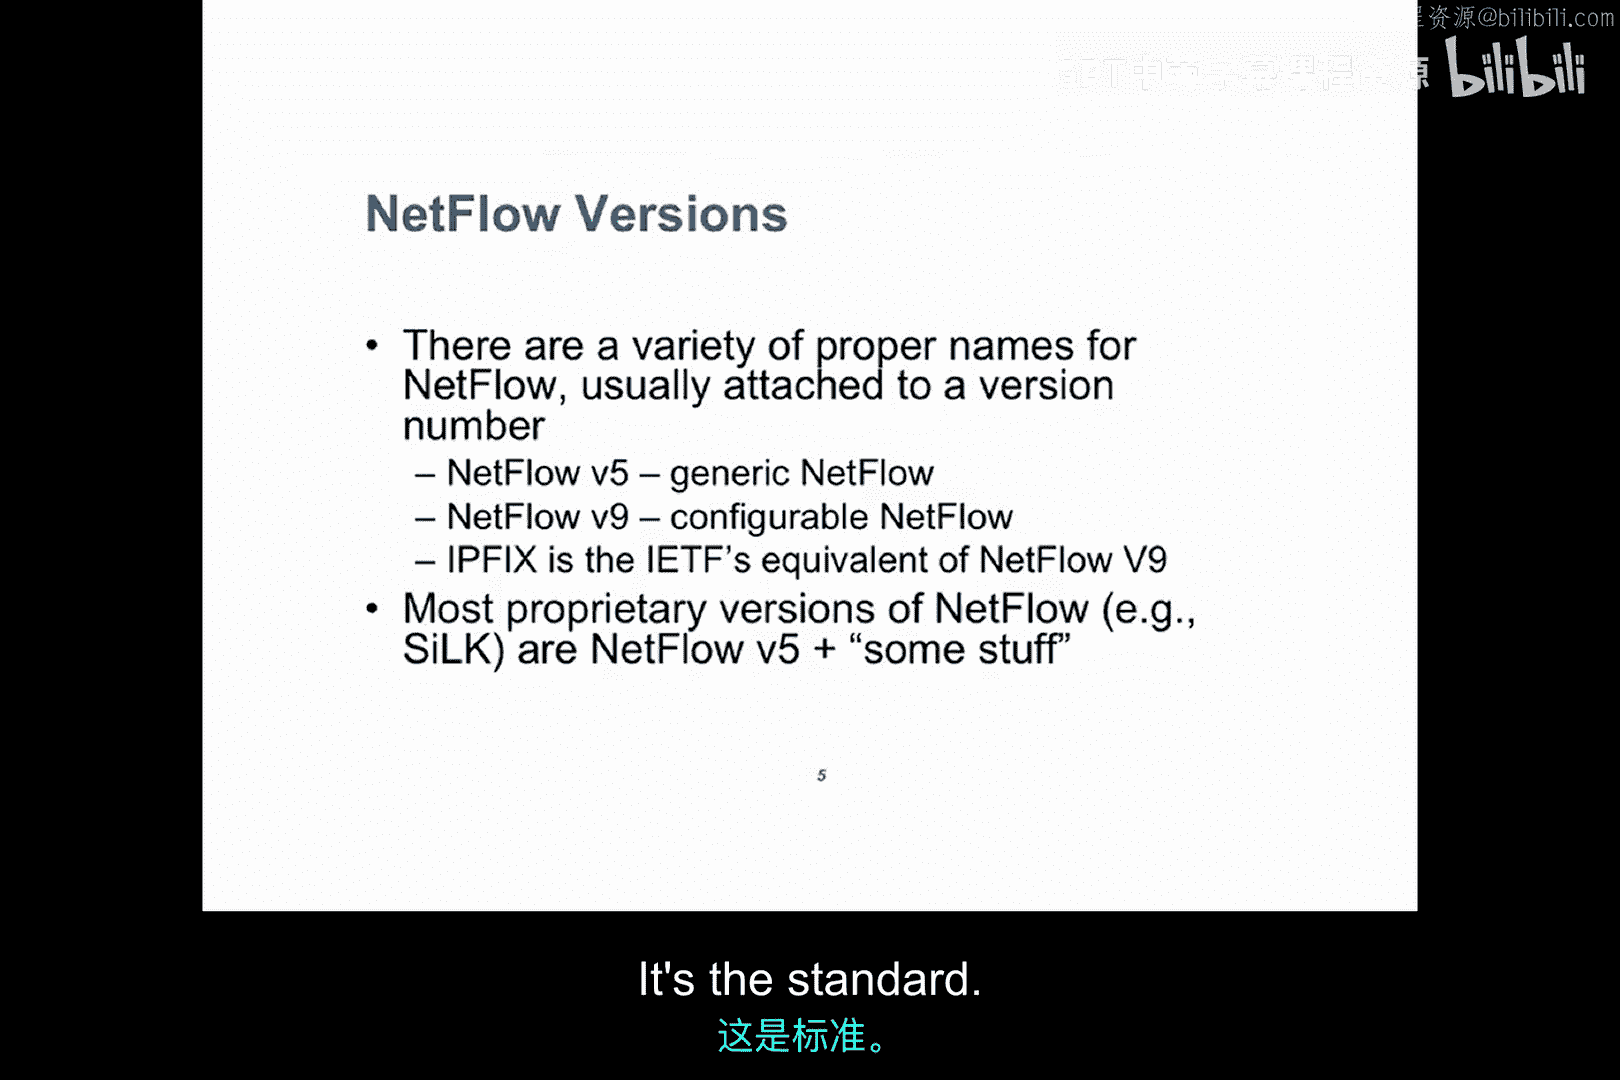 资源@bilibili.com
bilibili
NetFlow Versions
• There are a variety of proper names for
NetFlow, usually attached to a version
number
– NetFlow v5 – generic NetFlow
– NetFlow v9 – configurable NetFlow
– IPFIX is the IETF's equivalent of NetFlow V9
• Most proprietary versions of NetFlow (e.g.,
SiLK) are NetFlow v5 + “some stuff”
5
It's the standard.
这是标准。